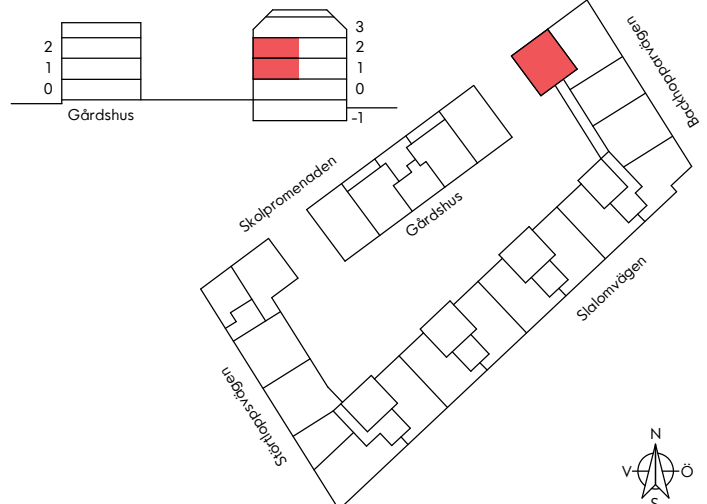 3
2
2
1
1
0
0
-1
Gårdshus
Backhopparvägen
Skolpromenaden
Gårdshus
Slalomvägen
Störtloppsvägen
N
V
Ö
S